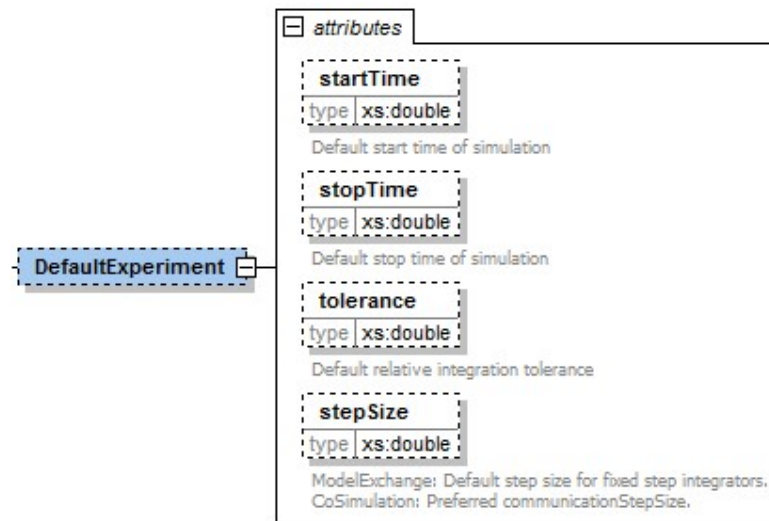 attributes
startTime
type xs:double
Default start time of simulation
stopTime
type xs:double
Default stop time of simulation
DefaultExperiment
tolerance
type xs:double
Default relative integration tolerance
stepSize
type xs:double
ModelExchange: Default step size for fixed step integrators.
CoSimulation: Preferred communicationStepSize.